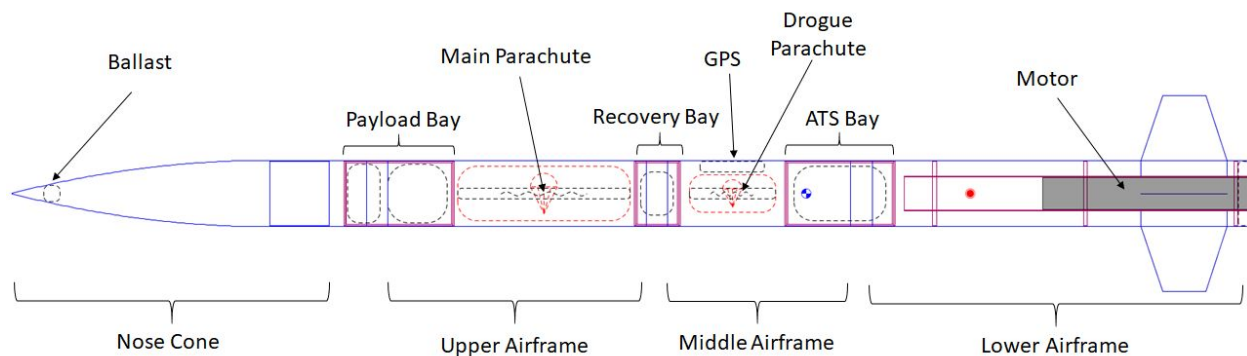 Ballast
Payload Bay
Main Parachute
Recovery Bay
GPS
Drogue
Parachute
ATS Bay
Motor
Nose Cone
Upper Airframe
Middle Airframe
Lower Airframe